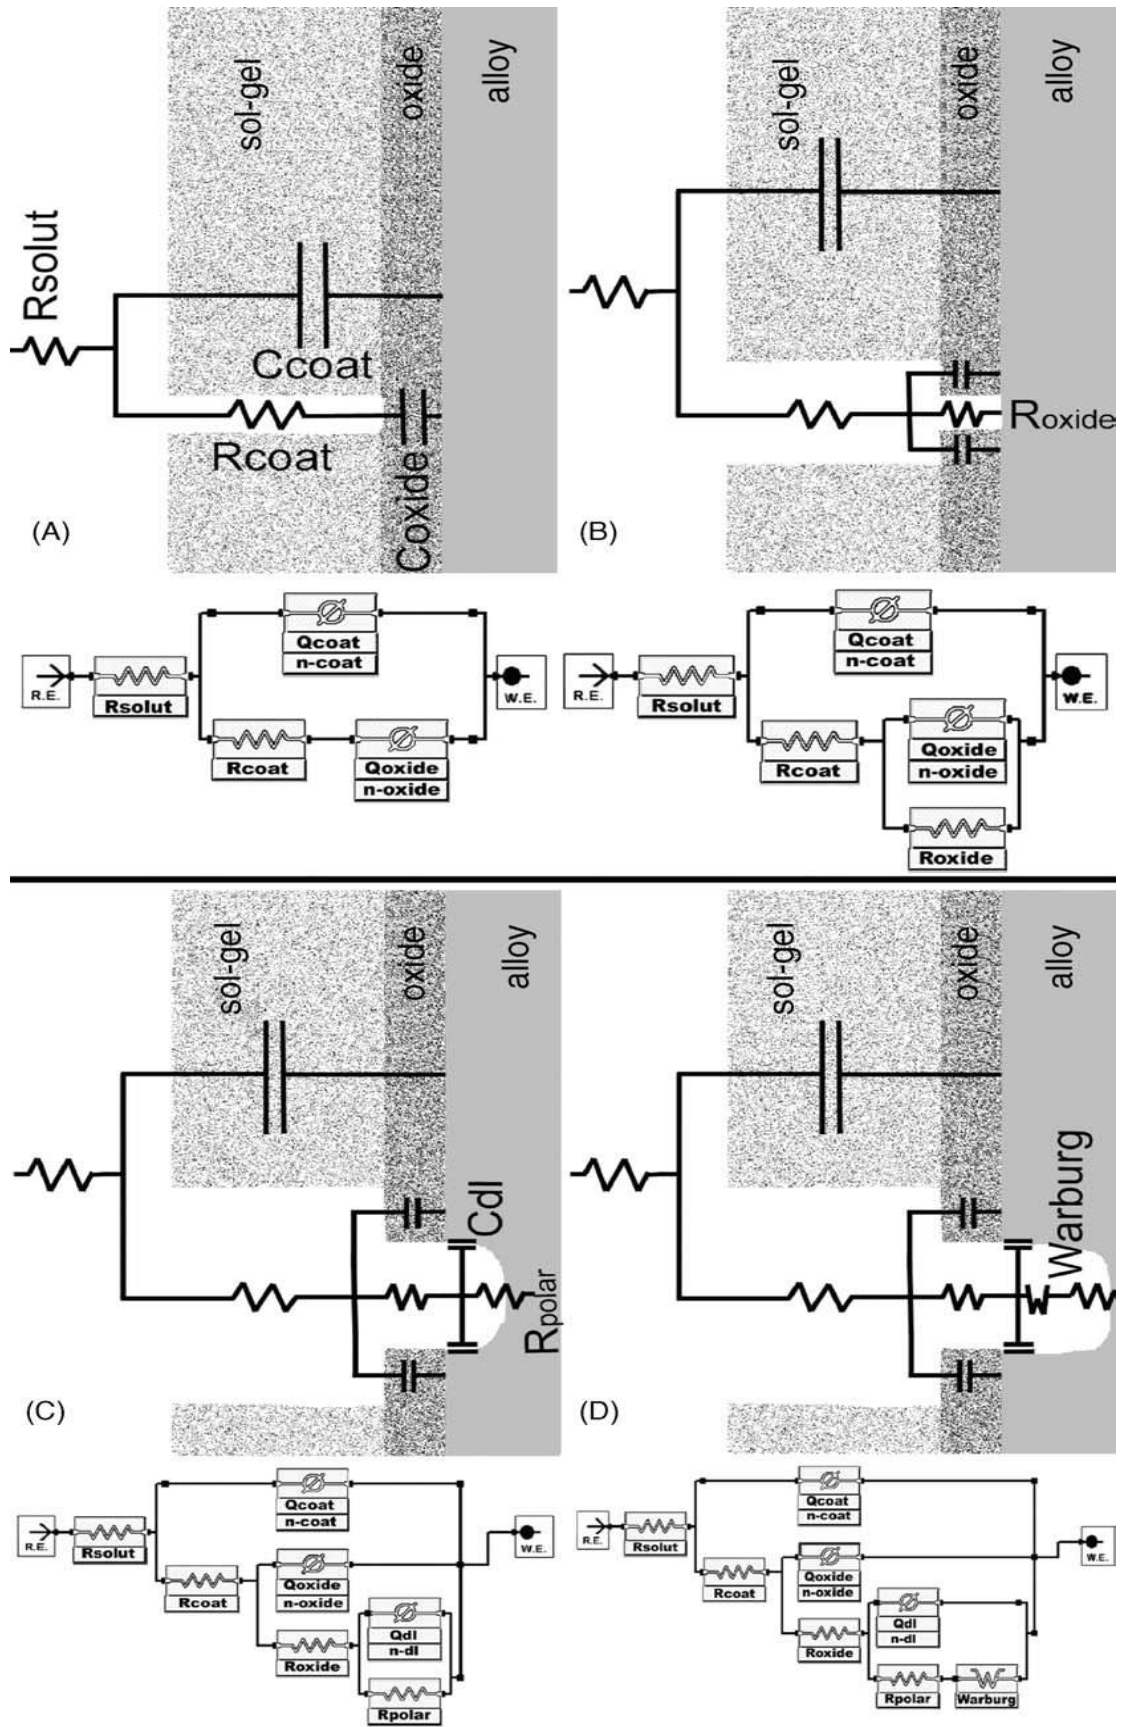 sol-gel
oxide
alloy
Rsolut
Ccoat
Rcoat
Coxide
(A)
sol-gel
oxide
alloy
Roxide
(B)
R.E.
Rsolut
Qcoat
n-coat
Rcoat
Qoxide
n-oxide
W.E.
R.E.
Rsolut
Qcoat
n-coat
Rcoat
Qoxide
n-oxide
Roxide
W.E.
sol-gel
oxide
alloy
Cdl
Rpolar
(C)
sol-gel
oxide
alloy
Warburg
(D)
R.E.
Rsolut
Qcoat
n-coat
Rcoat
Qoxide
n-oxide
Roxide
Qdl
n-dl
Rpolar
W.E.
R.E.
Rsolut
Qcoat
n-coat
Rcoat
Qoxide
n-oxide
Roxide
Qdl
n-dl
Rpolar
Warburg
W.E.